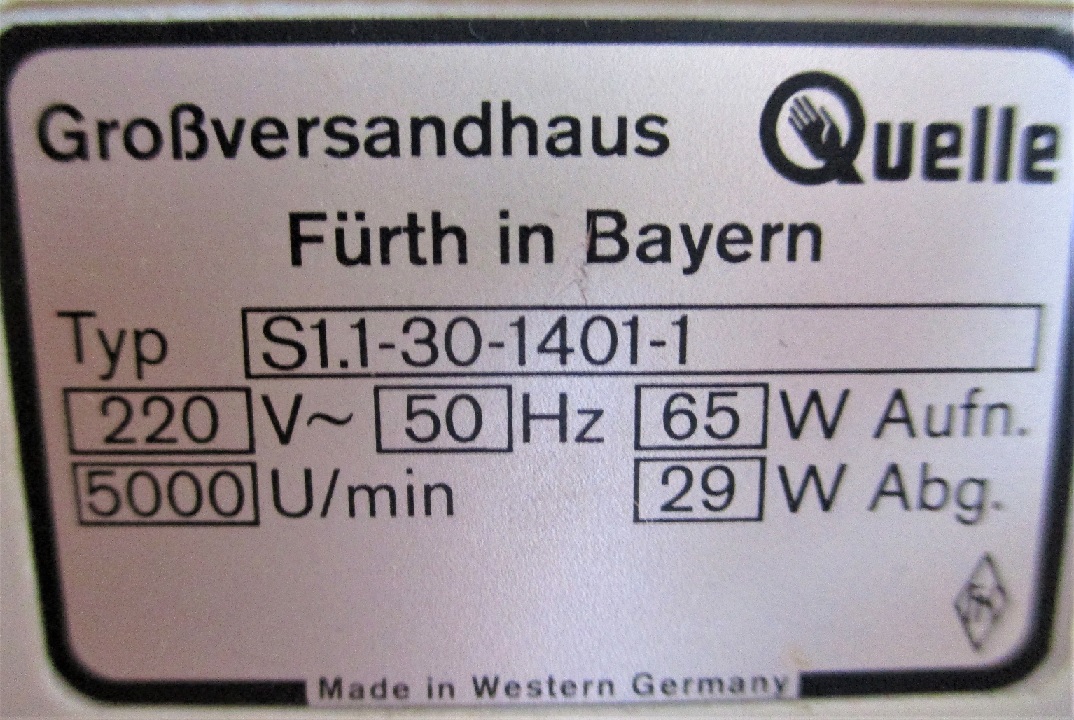 Großversandhaus Quelle
Fürth in Bayern
Typ S1.1-30-1401-1
220 V~ 50 Hz 65 W Aufn.
5000 U/min 29 W Abg.
Made in Western Germany